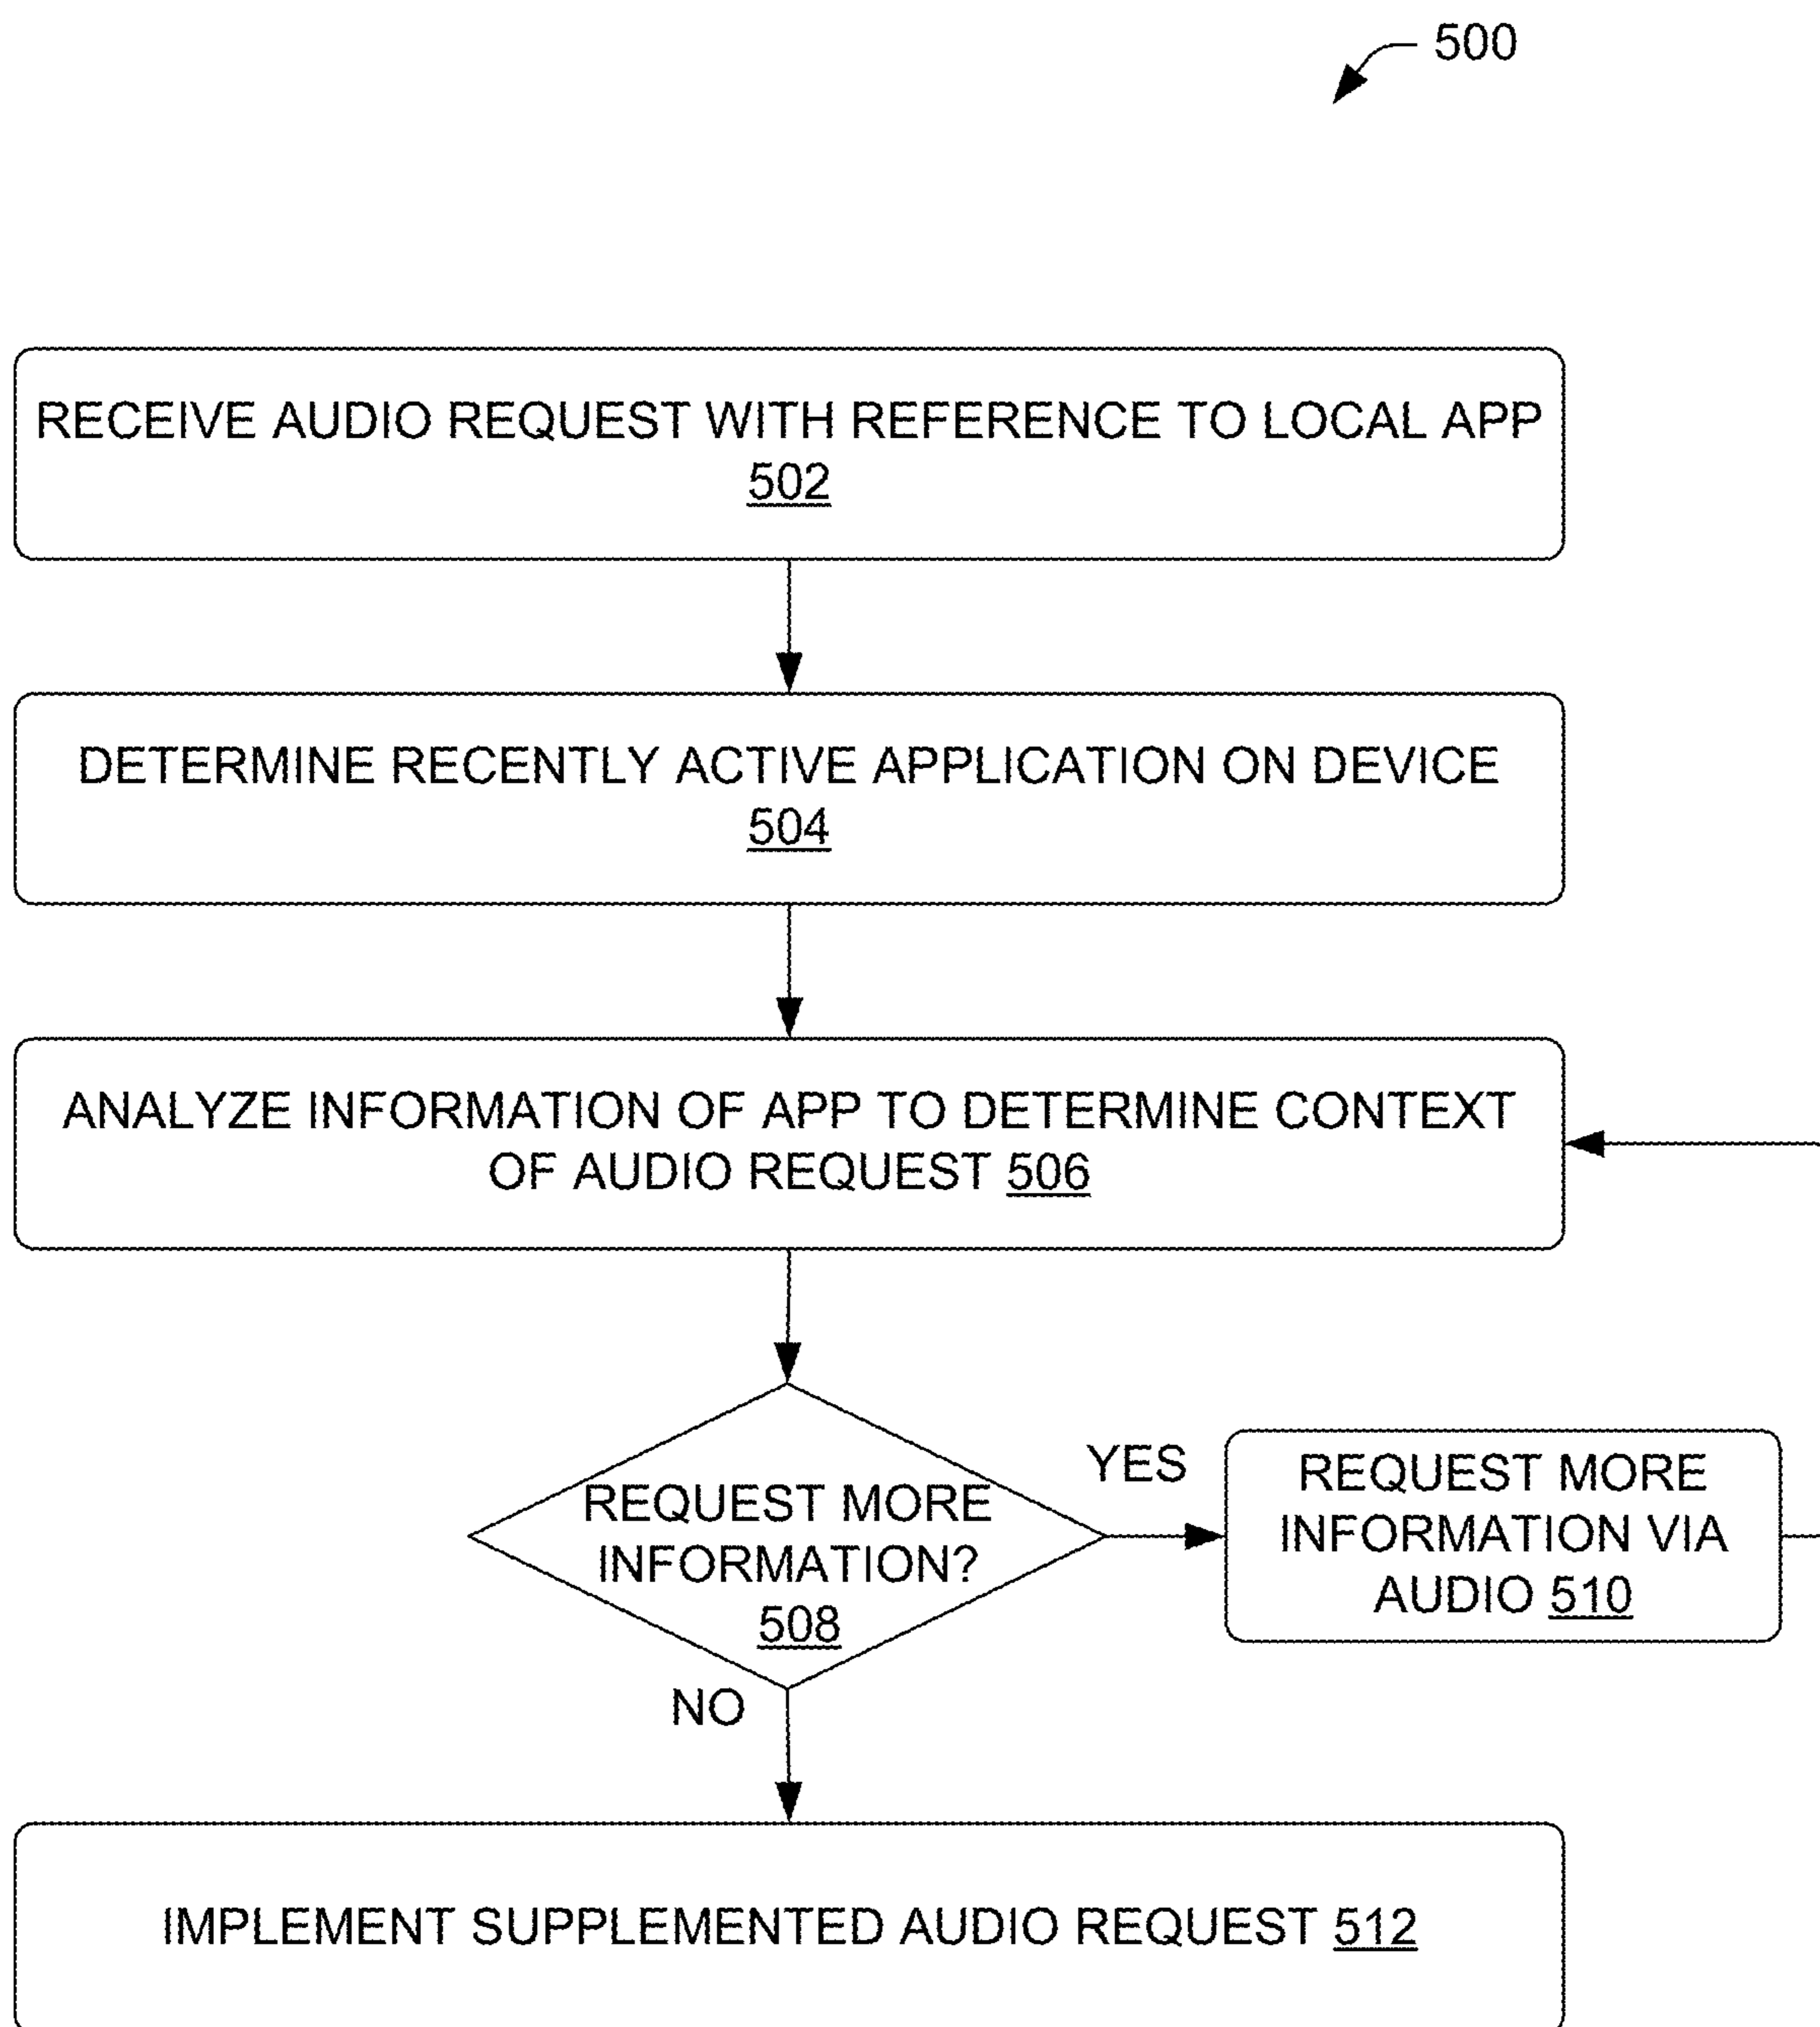 500
RECEIVE AUDIO REQUEST WITH REFERENCE TO LOCAL APP
502
DETERMINE RECENTLY ACTIVE APPLICATION ON DEVICE
504
ANALYZE INFORMATION OF APP TO DETERMINE CONTEXT
OF AUDIO REQUEST 506
REQUEST MORE
INFORMATION?
508
YES
REQUEST MORE
INFORMATION VIA
AUDIO 510
NO
IMPLEMENT SUPPLEMENTED AUDIO REQUEST 512